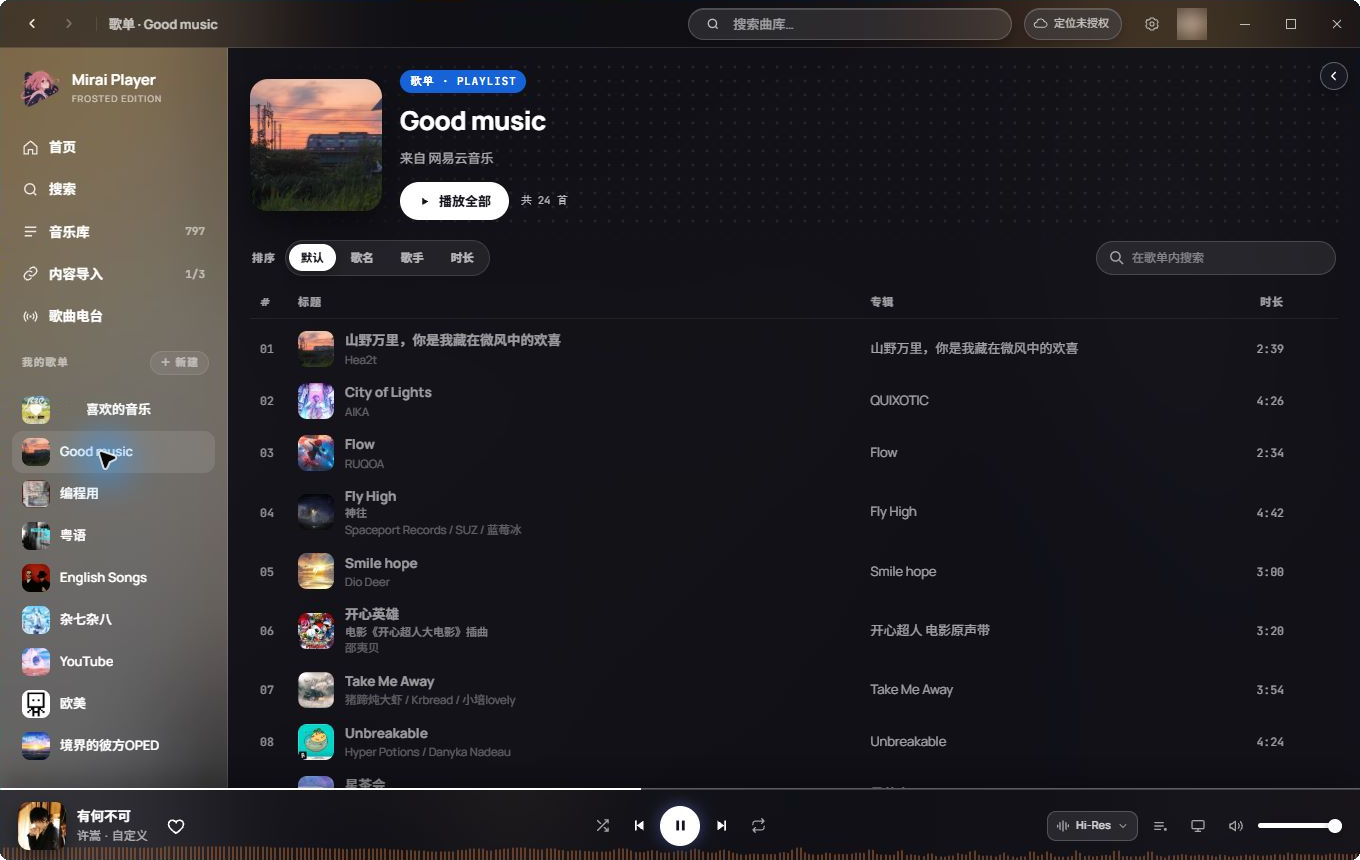 歌单 · Good music
搜索曲库...
定位未授权
Mirai Player
FROSTED EDITION
首页
搜索
音乐库 797
内容导入 1/3
歌曲电台
我的歌单
+ 新建
喜欢的音乐
Good music
编程用
粤语
English Songs
杂七杂八
YouTube
欧美
境界的彼方OPED
歌单 · PLAYLIST
Good music
来自 网易云音乐
播放全部
共 24 首
排序 默认 歌名 歌手 时长
在歌单内搜索
# 标题 专辑 时长
01 山野万里，你是我藏在微风中的欢喜 山野万里，你是我藏在微风中的欢喜 2:39
Hea2t
02 City of Lights QUIXOTIC 4:26
AIKA
03 Flow Flow 2:34
RUQOA
04 Fly High Fly High 4:42
神往
Spaceport Records / SUZ / 蓝莓冰
05 Smile hope Smile hope 3:00
Dio Deer
06 开心英雄 开心超人 电影原声带 3:20
电影《开心超人大电影》插曲
邵夷贝
07 Take Me Away Take Me Away 3:54
猪蹄炖大虾 / Krbread / 小培lovely
08 Unbreakable Unbreakable 4:24
Hyper Potions / Danyka Nadeau
星茶会
有何不可
许嵩 · 自定义
Hi-Res